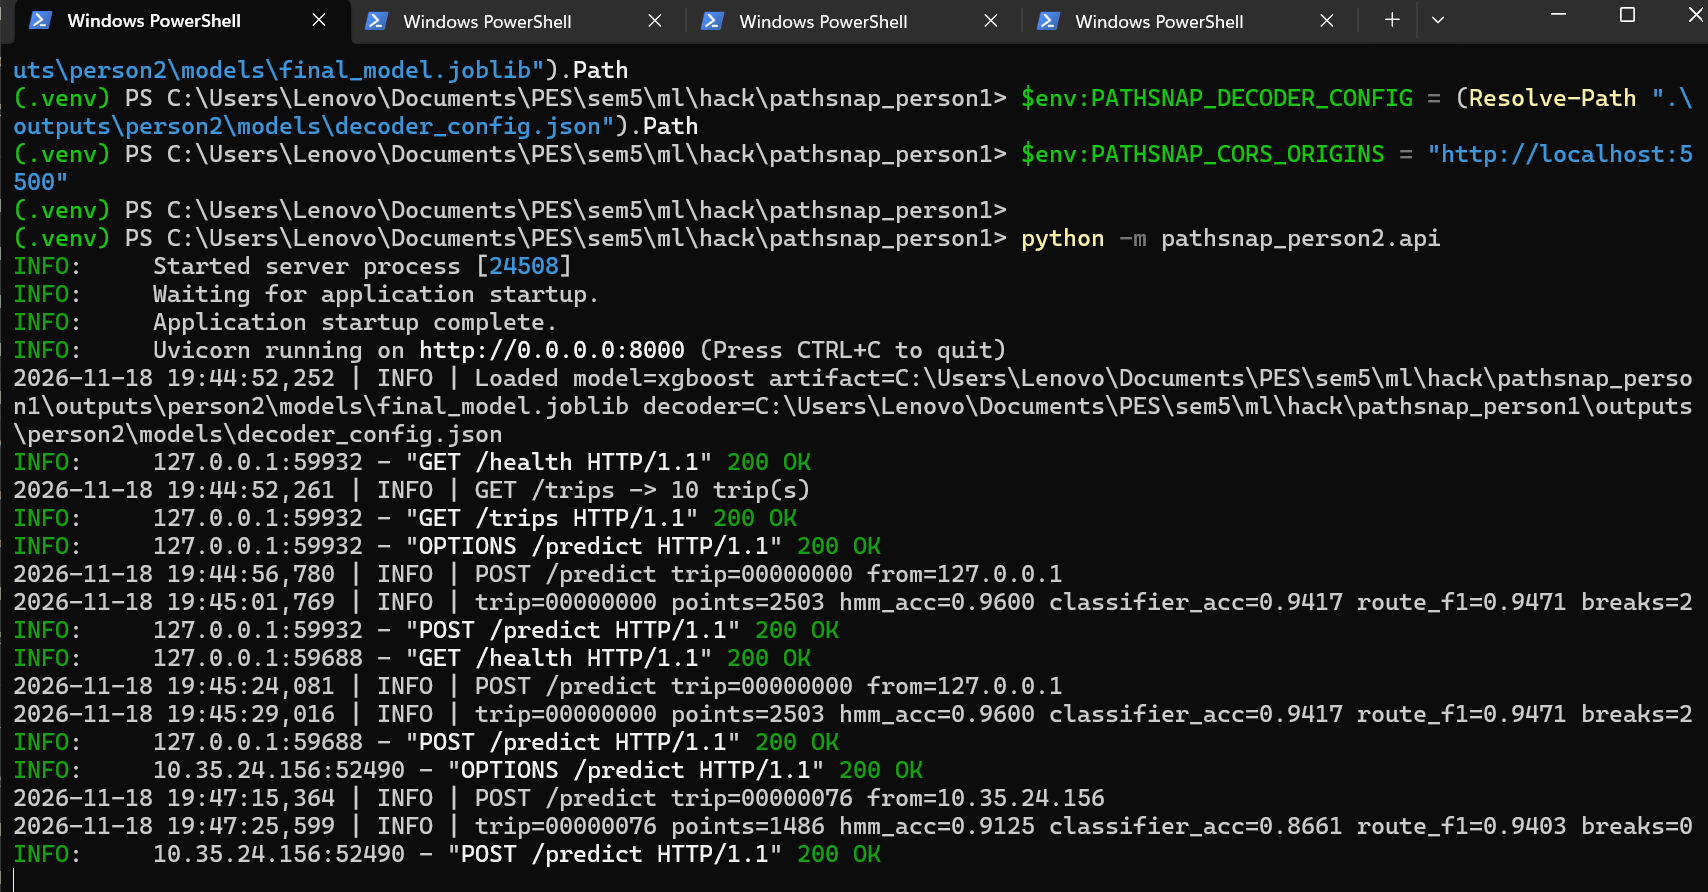 Windows PowerShell
Windows PowerShell
Windows PowerShell
Windows PowerShell
uts\person2\models\final_model.joblib").Path
(.venv) PS C:\Users\Lenovo\Documents\PES\sem5\ml\hack\pathsnap_person1> $env:PATHSNAP_DECODER_CONFIG = (Resolve-Path ".\
outputs\person2\models\decoder_config.json").Path
(.venv) PS C:\Users\Lenovo\Documents\PES\sem5\ml\hack\pathsnap_person1> $env:PATHSNAP_CORS_ORIGINS = "http://localhost:5
500"
(.venv) PS C:\Users\Lenovo\Documents\PES\sem5\ml\hack\pathsnap_person1>
(.venv) PS C:\Users\Lenovo\Documents\PES\sem5\ml\hack\pathsnap_person1> python -m pathsnap_person2.api
INFO:     Started server process [24508]
INFO:     Waiting for application startup.
INFO:     Application startup complete.
INFO:     Uvicorn running on http://0.0.0.0:8000 (Press CTRL+C to quit)
2026-11-18 19:44:52,252 | INFO | Loaded model=xgboost artifact=C:\Users\Lenovo\Documents\PES\sem5\ml\hack\pathsnap_perso
n1\outputs\person2\models\final_model.joblib decoder=C:\Users\Lenovo\Documents\PES\sem5\ml\hack\pathsnap_person1\outputs
\person2\models\decoder_config.json
INFO:     127.0.0.1:59932 - "GET /health HTTP/1.1" 200 OK
2026-11-18 19:44:52,261 | INFO | GET /trips -> 10 trip(s)
INFO:     127.0.0.1:59932 - "GET /trips HTTP/1.1" 200 OK
INFO:     127.0.0.1:59932 - "OPTIONS /predict HTTP/1.1" 200 OK
2026-11-18 19:44:56,780 | INFO | POST /predict trip=00000000 from=127.0.0.1
2026-11-18 19:45:01,769 | INFO | trip=00000000 points=2503 hmm_acc=0.9600 classifier_acc=0.9417 route_f1=0.9471 breaks=2
INFO:     127.0.0.1:59932 - "POST /predict HTTP/1.1" 200 OK
INFO:     127.0.0.1:59688 - "GET /health HTTP/1.1" 200 OK
2026-11-18 19:45:24,081 | INFO | POST /predict trip=00000000 from=127.0.0.1
2026-11-18 19:45:29,016 | INFO | trip=00000000 points=2503 hmm_acc=0.9600 classifier_acc=0.9417 route_f1=0.9471 breaks=2
INFO:     127.0.0.1:59688 - "POST /predict HTTP/1.1" 200 OK
INFO:     10.35.24.156:52490 - "OPTIONS /predict HTTP/1.1" 200 OK
2026-11-18 19:47:15,364 | INFO | POST /predict trip=00000076 from=10.35.24.156
2026-11-18 19:47:25,599 | INFO | trip=00000076 points=1486 hmm_acc=0.9125 classifier_acc=0.8661 route_f1=0.9403 breaks=0
INFO:     10.35.24.156:52490 - "POST /predict HTTP/1.1" 200 OK